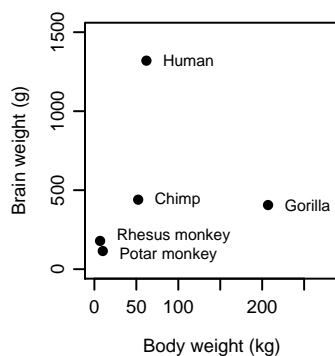 1500
Human
1000
Brain weight (g)
500
Chimp
Gorilla
Rhesus monkey
Potar monkey
0
0 50 100 200
Body weight (kg)